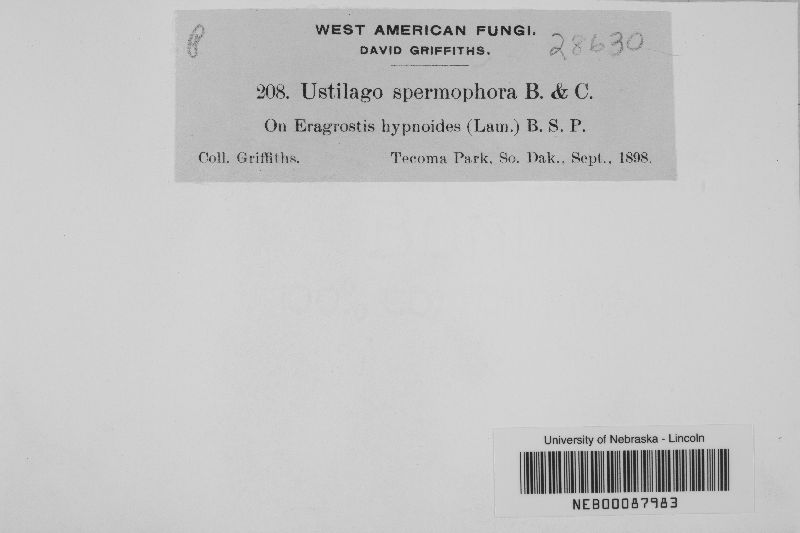 WEST AMERICAN FUNGI.
DAVID GRIFFITHS.
28630
208. Ustilago spermophora B. & C.
On Eragrostis hypnoides (Lam.) B. S. P.
Coll. Griffiths. Tecoma Park, So. Dak., Sept., 1898.
University of Nebraska - Lincoln
NEB00087983